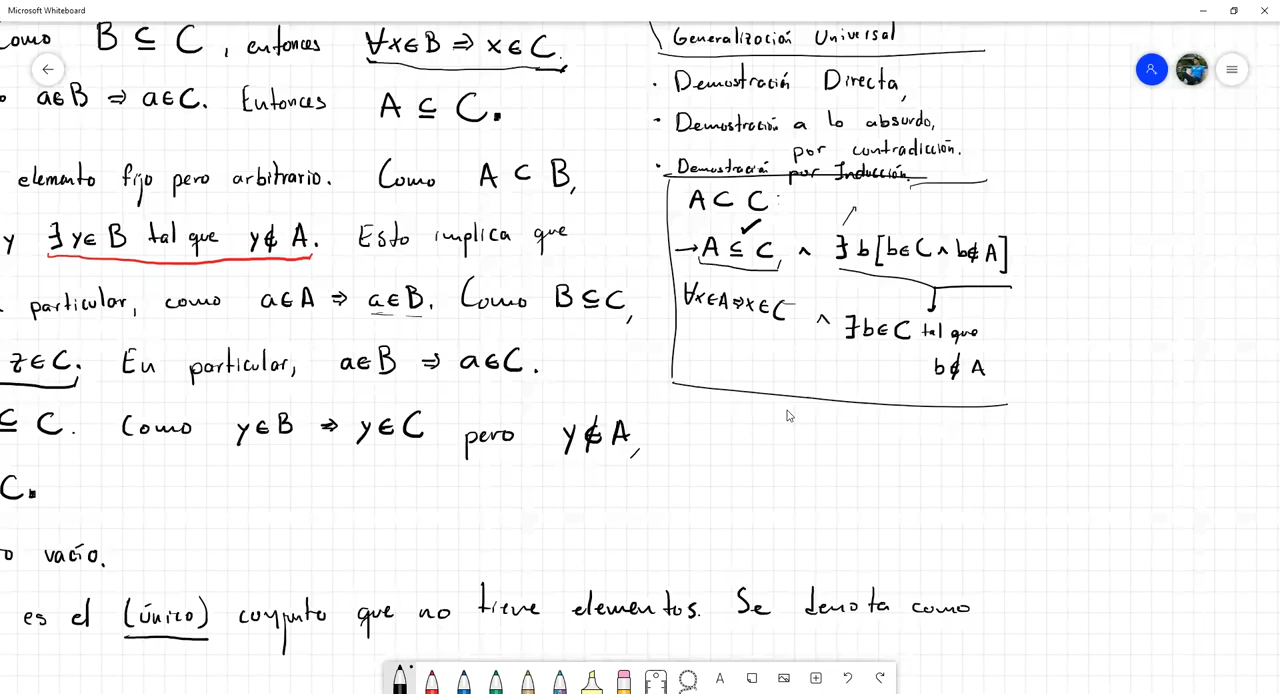 Microsoft Whiteboard
como B ⊆ C, entonces ∀x∈B ⇒ x∈C.
a∈B ⇒ a∈C. Entonces A ⊆ C.
elemento fijo pero arbitrario. Como A ⊂ B,
y ∃y∈B tal que y∉A. Esto implica que
particular, como a∈A ⇒ a∈B. Como B⊆C,
z∈C. En particular, a∈B ⇒ a∈C.
⊆ C. Como y∈B ⇒ y∈C pero y∉A,
C.
vacío.
es el (único) conjunto que no tiene elementos. Se denota como
Generalización Universal
· Demostración Directa,
· Demostración a lo absurdo,
por contradicción.
· Demostración por Inducción.
A ⊂ C:
→ A ⊆ C ✓ ∧ ∃b[b∈C ∧ b∉A]
∀x∈A⇒x∈C ∧ ∃b∈C tal que
b∉A